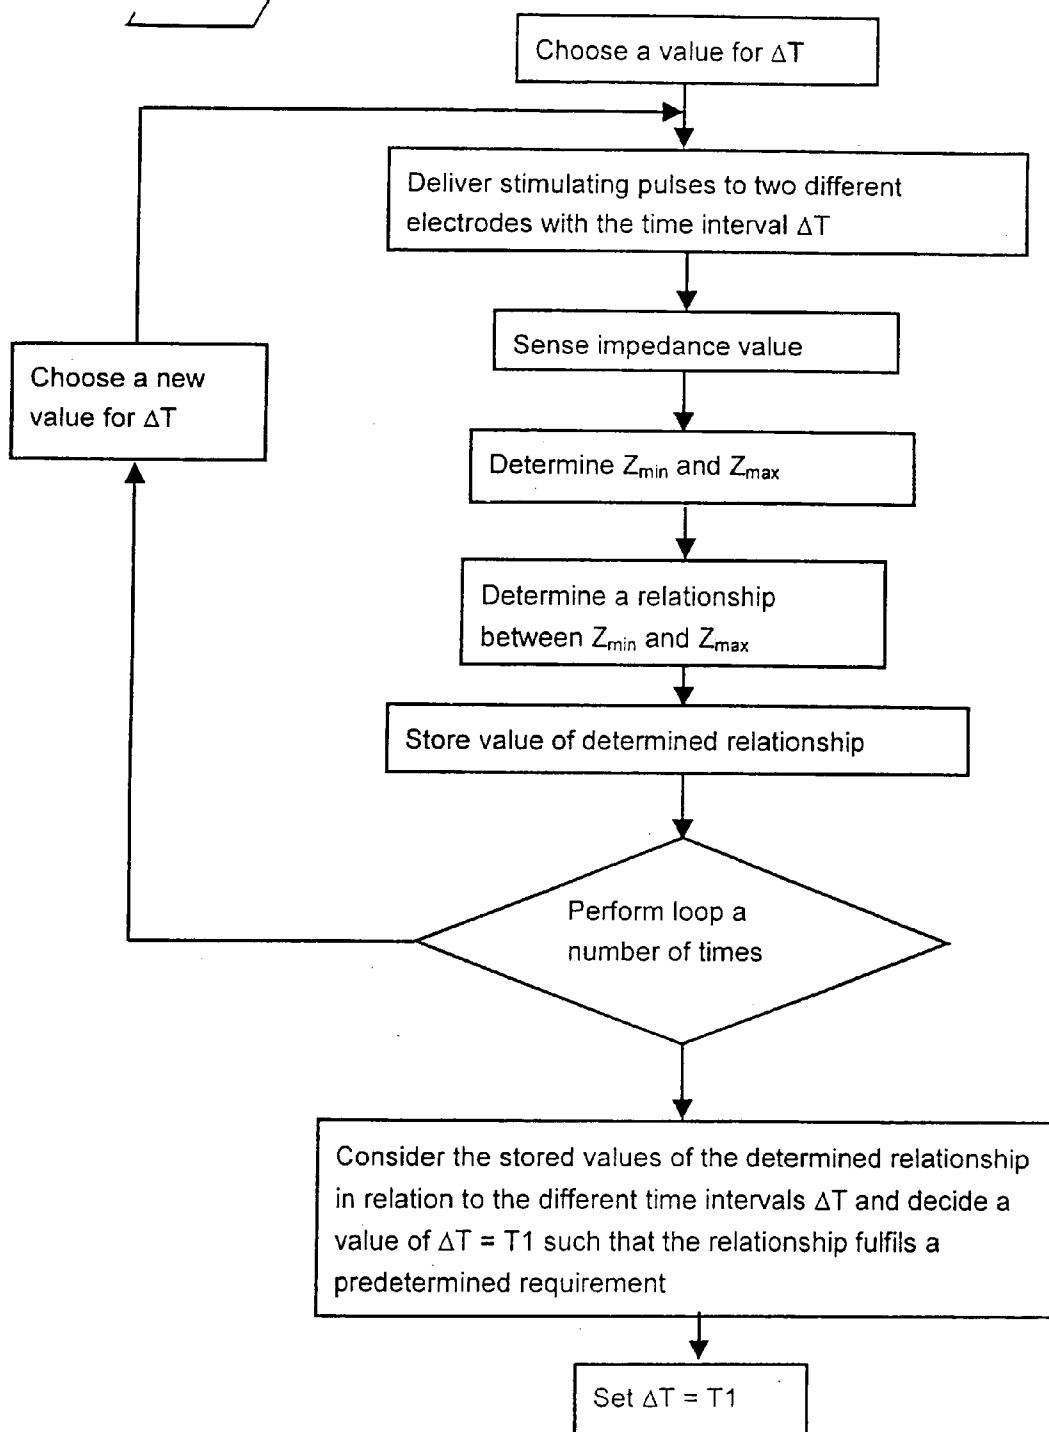 Choose a value for ΔT
Deliver stimulating pulses to two different
electrodes with the time interval ΔT
Sense impedance value
Choose a new
value for ΔT
Determine Zmin and Zmax
Determine a relationship
between Zmin and Zmax
Store value of determined relationship
Perform loop a
number of times
Consider the stored values of the determined relationship
in relation to the different time intervals ΔT and decide a
value of ΔT = T1 such that the relationship fulfils a
predetermined requirement
Set ΔT = T1